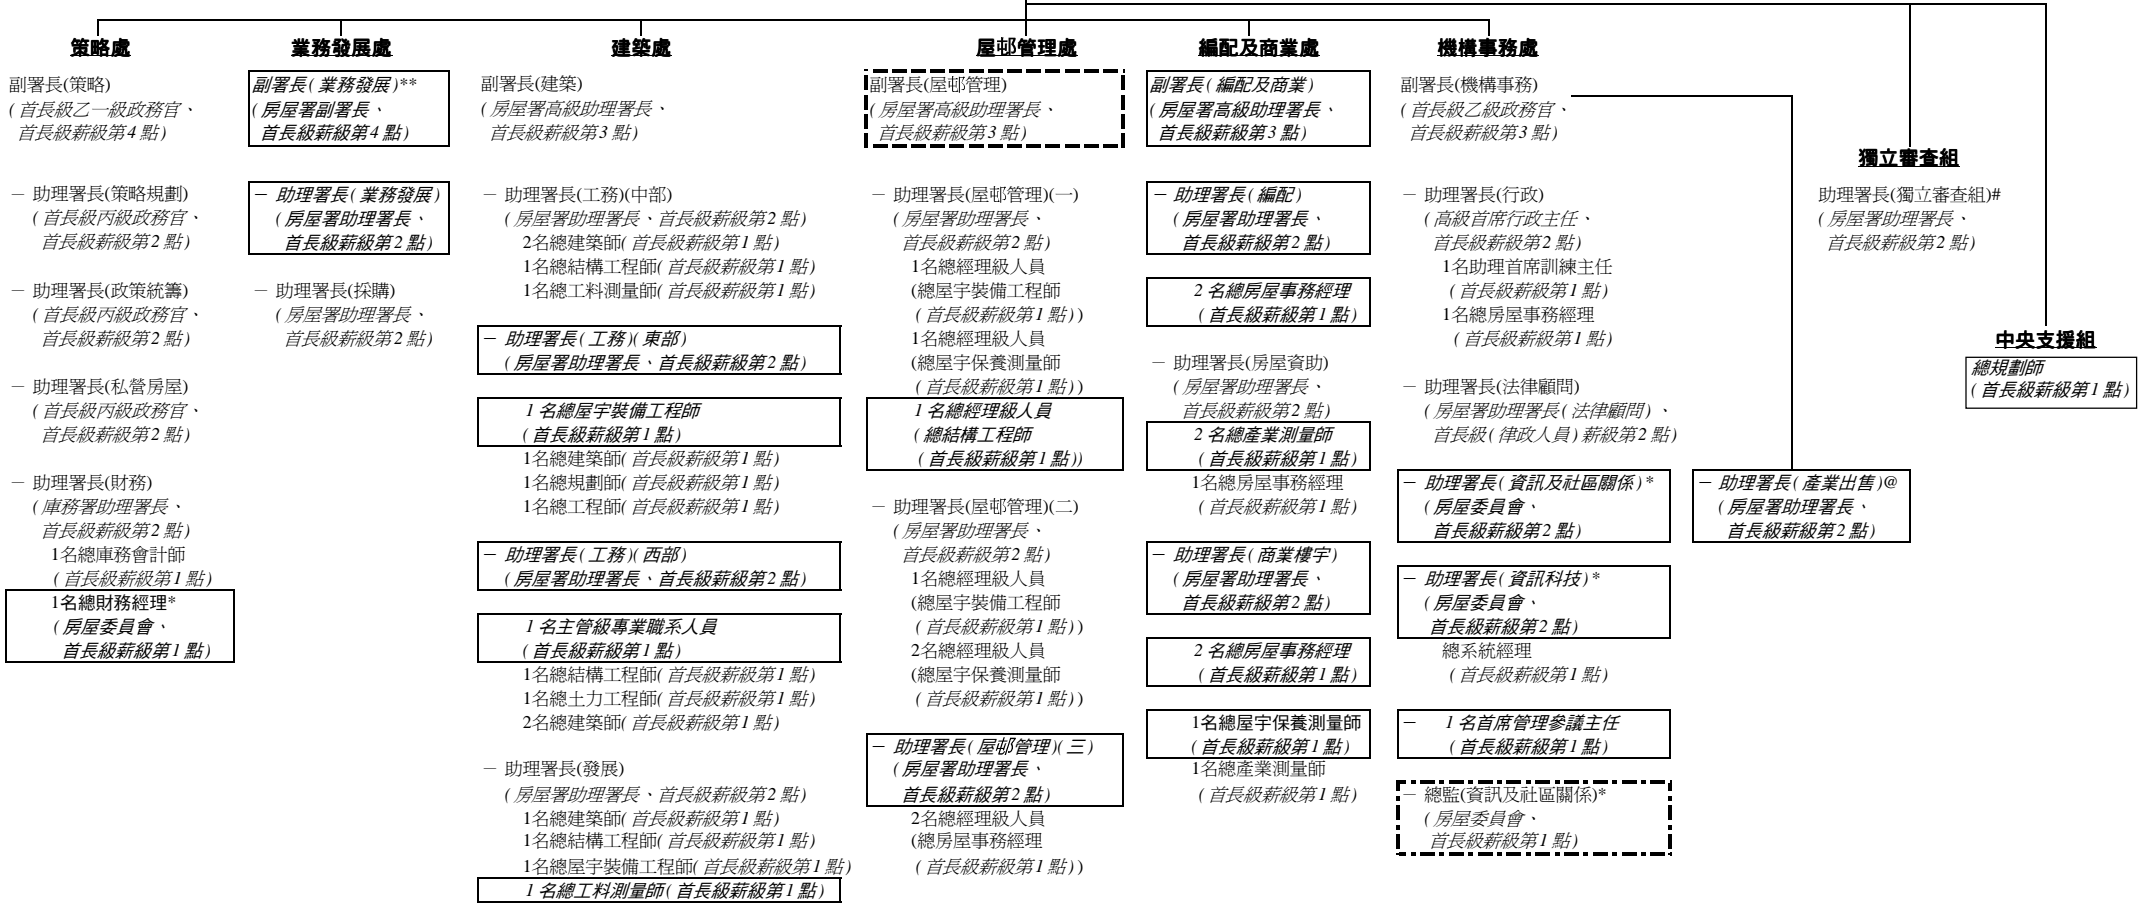 策略處
副署長(策略)
(首長級乙一級政務官、
首長級薪級第4點)
－ 助理署長(策略規劃)
(首長級丙級政務官、
首長級薪級第2點)
－ 助理署長(政策統籌)
(首長級丙級政務官、
首長級薪級第2點)
－ 助理署長(私營房屋)
(首長級丙級政務官、
首長級薪級第2點)
－ 助理署長(財務)
(庫務署助理署長、
首長級薪級第2點)
1名總庫務會計師
(首長級薪級第1點)
1名總財務經理*
(房屋委員會、
首長級薪級第1點)
業務發展處
副署長(業務發展)**
(房屋署副署長、
首長級薪級第4點)
－ 助理署長(業務發展)
(房屋署助理署長、
首長級薪級第2點)
－ 助理署長(採購)
(房屋署助理署長、
首長級薪級第2點)
建築處
副署長(建築)
(房屋署高級助理署長、
首長級薪級第3點)
－ 助理署長(工務)(中部)
(房屋署助理署長、首長級薪級第2點)
2名總建築師(首長級薪級第1點)
1名總結構工程師(首長級薪級第1點)
1名總工料測量師(首長級薪級第1點)
－ 助理署長(工務)(東部)
(房屋署助理署長、首長級薪級第2點)
1名總屋宇裝備工程師
(首長級薪級第1點)
1名總建築師(首長級薪級第1點)
1名總規劃師(首長級薪級第1點)
1名總工程師(首長級薪級第1點)
－ 助理署長(工務)(西部)
(房屋署助理署長、首長級薪級第2點)
1名主管級專業職系人員
(首長級薪級第1點)
1名總結構工程師(首長級薪級第1點)
1名總土力工程師(首長級薪級第1點)
2名總建築師(首長級薪級第1點)
－ 助理署長(發展)
(房屋署助理署長、首長級薪級第2點)
1名總建築師(首長級薪級第1點)
1名總結構工程師(首長級薪級第1點)
1名總屋宇裝備工程師(首長級薪級第1點)
1名總工料測量師(首長級薪級第1點)
屋邨管理處
副署長(屋邨管理)
(房屋署高級助理署長、
首長級薪級第3點)
－ 助理署長(屋邨管理)(一)
(房屋署助理署長、
首長級薪級第2點)
1名總經理級人員
(總屋宇裝備工程師
(首長級薪級第1點))
1名總經理級人員
(總屋宇保養測量師
(首長級薪級第1點))
1名總經理級人員
(總結構工程師
(首長級薪級第1點))
－ 助理署長(屋邨管理)(二)
(房屋署助理署長、
首長級薪級第2點)
1名總經理級人員
(總屋宇裝備工程師
(首長級薪級第1點))
2名總經理級人員
(總屋宇保養測量師
(首長級薪級第1點))
－ 助理署長(屋邨管理)(三)
(房屋署助理署長、
首長級薪級第2點)
2名總經理級人員
(總房屋事務經理
(首長級薪級第1點))
編配及商業處
副署長(編配及商業)
(房屋署高級助理署長、
首長級薪級第3點)
－ 助理署長(編配)
(房屋署助理署長、
首長級薪級第2點)
2名總房屋事務經理
(首長級薪級第1點)
－ 助理署長(房屋資助)
(房屋署助理署長、
首長級薪級第2點)
2名總產業測量師
(首長級薪級第1點)
1名總房屋事務經理
(首長級薪級第1點)
－ 助理署長(商業樓宇)
(房屋署助理署長、
首長級薪級第2點)
2名總房屋事務經理
(首長級薪級第1點)
1名總屋宇保養測量師
(首長級薪級第1點)
1名總產業測量師
(首長級薪級第1點)
機構事務處
副署長(機構事務)
(首長級乙級政務官、
首長級薪級第3點)
－ 助理署長(行政)
(高級首席行政主任、
首長級薪級第2點)
1名助理首席訓練主任
(首長級薪級第1點)
1名總房屋事務經理
(首長級薪級第1點)
－ 助理署長(法律顧問)
(房屋署助理署長(法律顧問)、
首長級(律政人員)薪級第2點)
－ 助理署長(資訊及社區關係)*
(房屋委員會、
首長級薪級第2點)
－ 助理署長(資訊科技)*
(房屋委員會、
首長級薪級第2點)
總系統經理
(首長級薪級第1點)
－ 1名首席管理參議主任
(首長級薪級第1點)
－ 總監(資訊及社區關係)*
(房屋委員會、
首長級薪級第1點)
－ 助理署長(產業出售)@
(房屋署助理署長、
首長級薪級第2點)
獨立審查組
助理署長(獨立審查組)#
(房屋署助理署長、
首長級薪級第2點)
中央支援組
總規劃師
(首長級薪級第1點)